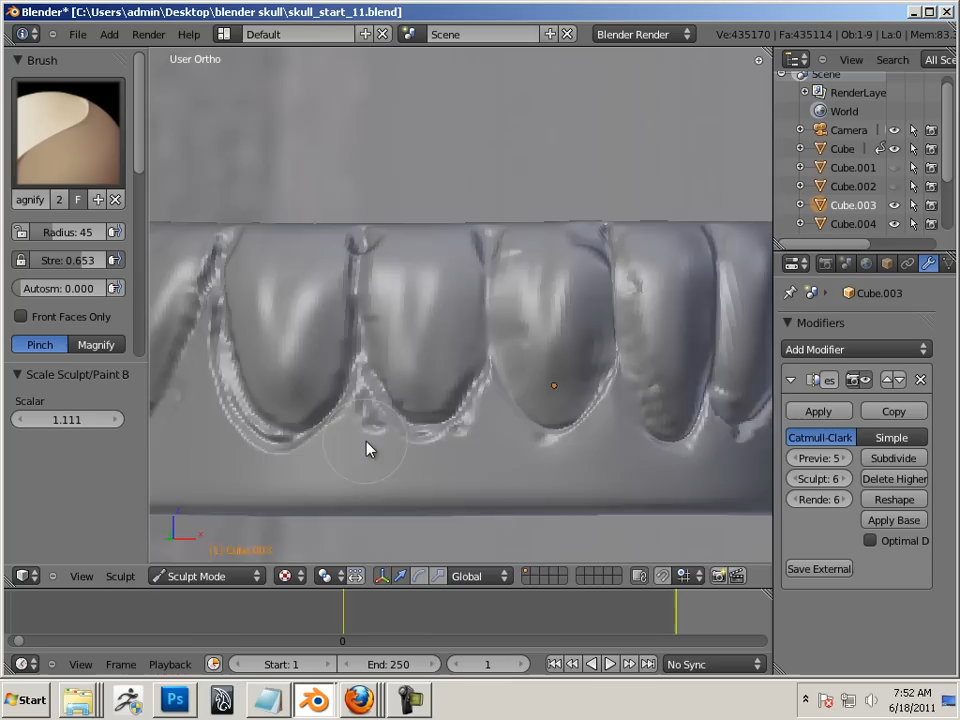 Blender* [C:\Users\admin\Desktop\blender skull\skull_start_11.blend]
File Add Render Help Default Scene Blender Render Ve:435170 | Fa:435114 | Ob:1-9 | La:0 | Mem:83.
View Search All Sce
Brush
User Ortho
Scene
RenderLaye
World
Camera
Cube
Cube.001
Cube.002
Cube.003
Cube.004
agnify 2 F
Radius: 45
Stre: 0.653
Autosm: 0.000
Front Faces Only
Pinch Magnify
Scale Sculpt/Paint B
Scalar
1.111
Cube.003
Modifiers
Add Modifier
es
Apply Copy
Catmull-Clark Simple
Previe: 5 Subdivide
Sculpt: 6 Delete Higher
Rende: 6 Reshape
Apply Base
Optimal D
Save External.
z
x
(1) Cube.003
View Sculpt Sculpt Mode Global
0
View Frame Playback Start: 1 End: 250 1 No Sync
Start Ps 7:52 AM
6/18/2011